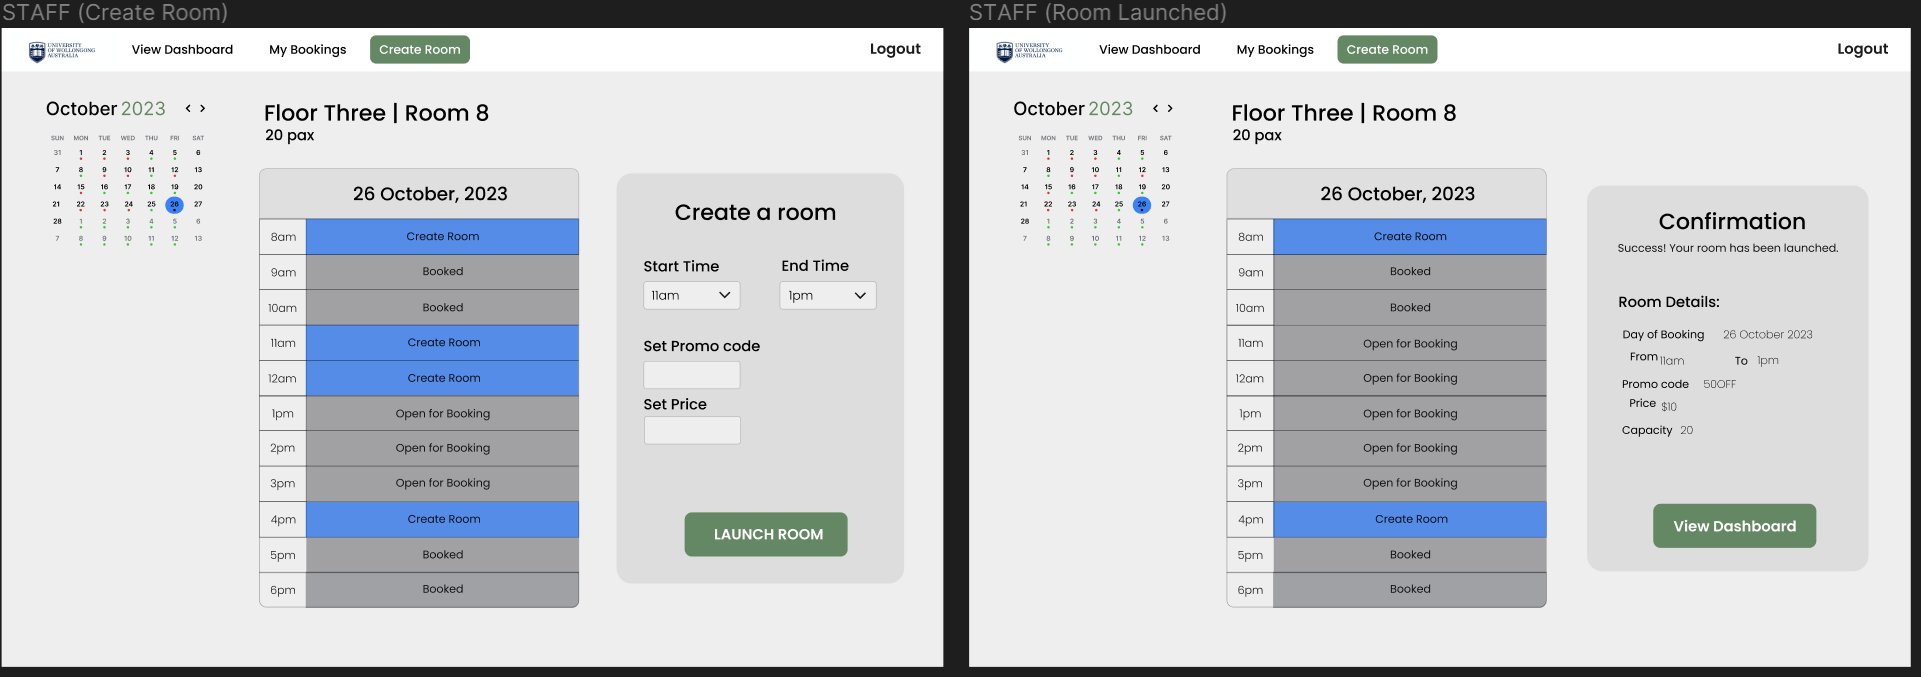 STAFF (Create Room)
UNIVERSITY
OF WOLLONGONG
AUSTRALIA
View Dashboard
My Bookings
Create Room
Logout
October 2023
< >
SUN MON TUE WED THU FRI SAT
31 1 2 3 4 5 6
7 8 9 10 11 12 13
14 15 16 17 18 19 20
21 22 23 24 25 26 27
28 1 2 3 4 5 6
7 8 9 10 11 12 13
Floor Three | Room 8
20 pax
26 October, 2023
8am Create Room
9am Booked
10am Booked
11am Create Room
12am Create Room
1pm Open for Booking
2pm Open for Booking
3pm Open for Booking
4pm Create Room
5pm Booked
6pm Booked
Create a room
Start Time End Time
11am 1pm
Set Promo code
Set Price
LAUNCH ROOM
STAFF (Room Launched)
UNIVERSITY
OF WOLLONGONG
AUSTRALIA
View Dashboard
My Bookings
Create Room
Logout
October 2023
< >
SUN MON TUE WED THU FRI SAT
31 1 2 3 4 5 6
7 8 9 10 11 12 13
14 15 16 17 18 19 20
21 22 23 24 25 26 27
28 1 2 3 4 5 6
7 8 9 10 11 12 13
Floor Three | Room 8
20 pax
26 October, 2023
8am Create Room
9am Booked
10am Booked
11am Open for Booking
12am Open for Booking
1pm Open for Booking
2pm Open for Booking
3pm Open for Booking
4pm Create Room
5pm Booked
6pm Booked
Confirmation
Success! Your room has been launched.
Room Details:
Day of Booking 26 October 2023
From 11am To 1pm
Promo code 50OFF
Price $10
Capacity 20
View Dashboard